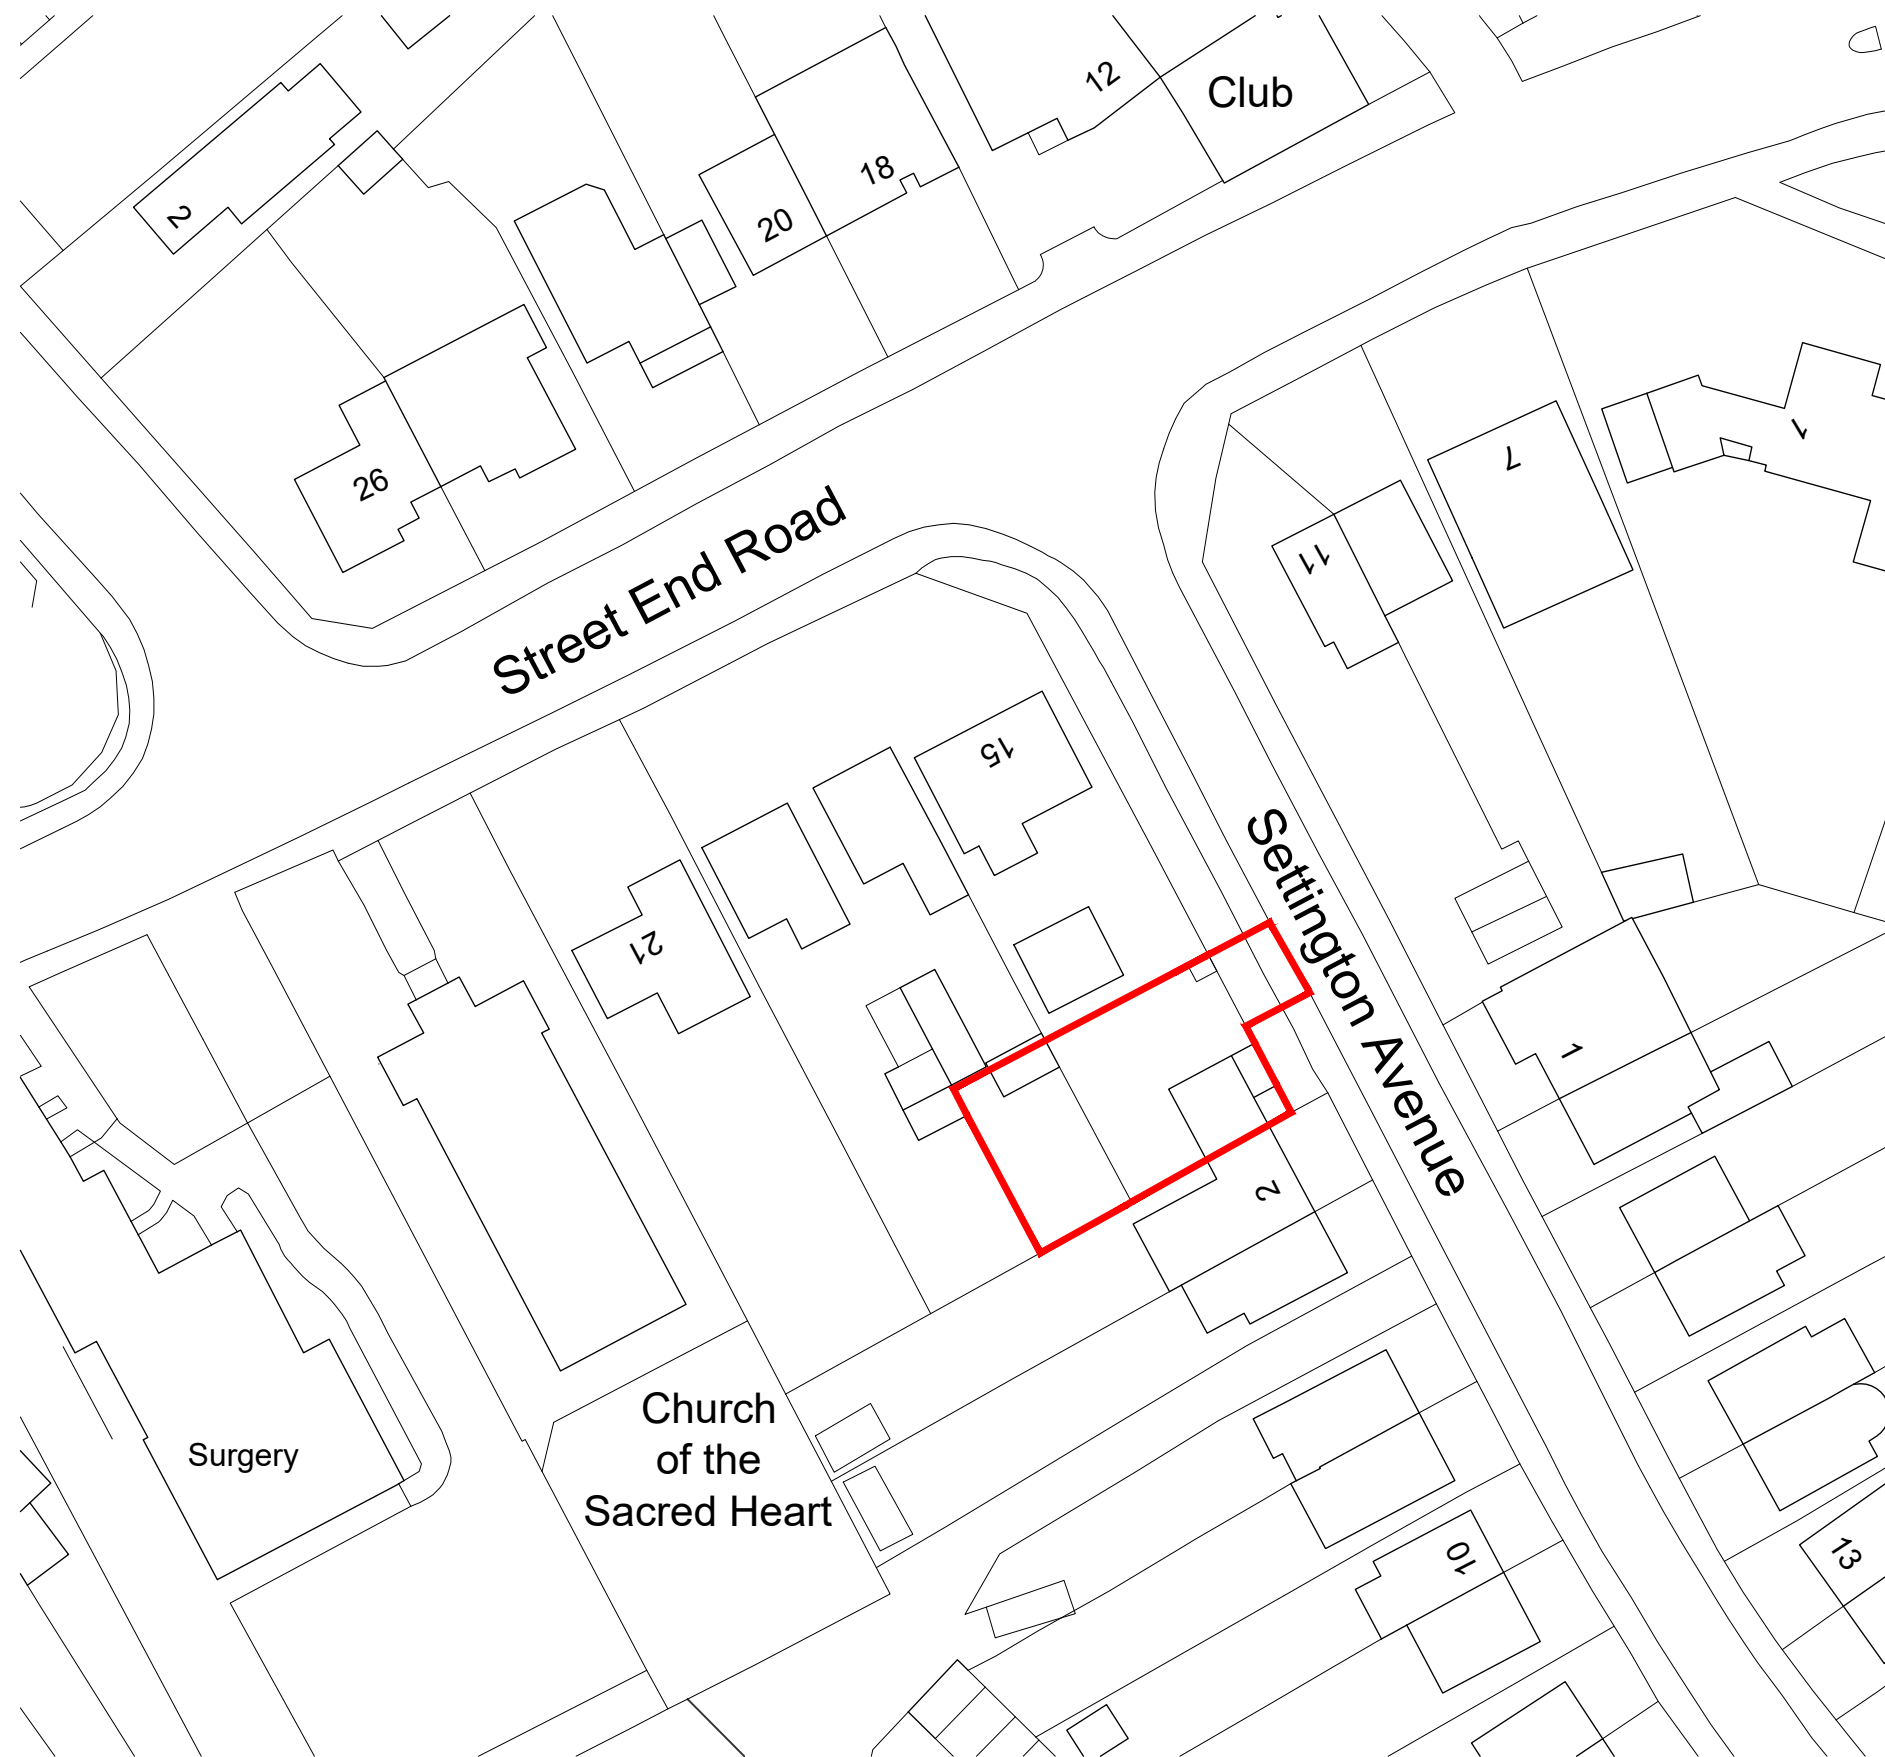 12
Club
18
2
20
1
7
26
11
Street End Road
15
21
Settington Avenue
1
2
Church
of the
Sacred Heart
Surgery
10
13